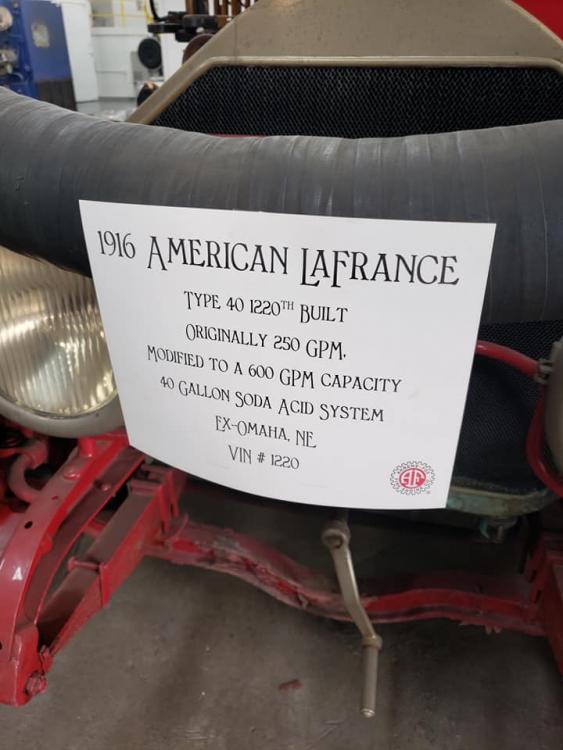 1916 AMERICAN LAFRANCE
TYPE 40 1220TH BUILT
ORIGINALLY 250 GPM,
MODIFIED TO A 600 GPM CAPACITY
40 GALLON SODA ACID SYSTEM
EX-OMAHA, NE
VIN # 1220
ALF